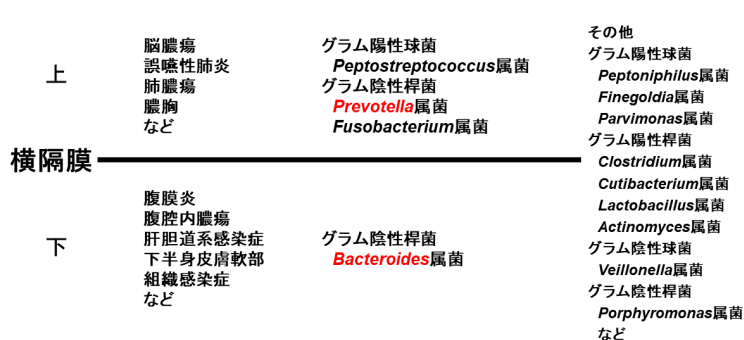 上
脳膿瘍
誤嚥性肺炎
肺膿瘍
膿胸
など
グラム陽性球菌
Peptostreptococcus属菌
グラム陰性桿菌
Prevotella属菌
Fusobacterium属菌
横隔膜
下
腹膜炎
腹腔内膿瘍
肝胆道系感染症
下半身皮膚軟部
組織感染症
など
グラム陰性桿菌
Bacteroides属菌
その他
グラム陽性球菌
Peptoniphilus属菌
Finegoldia属菌
Parvimonas属菌
グラム陽性桿菌
Clostridium属菌
Cutibacterium属菌
Lactobacillus属菌
Actinomyces属菌
グラム陰性球菌
Veillonella属菌
グラム陰性桿菌
Porphyromonas属菌
など